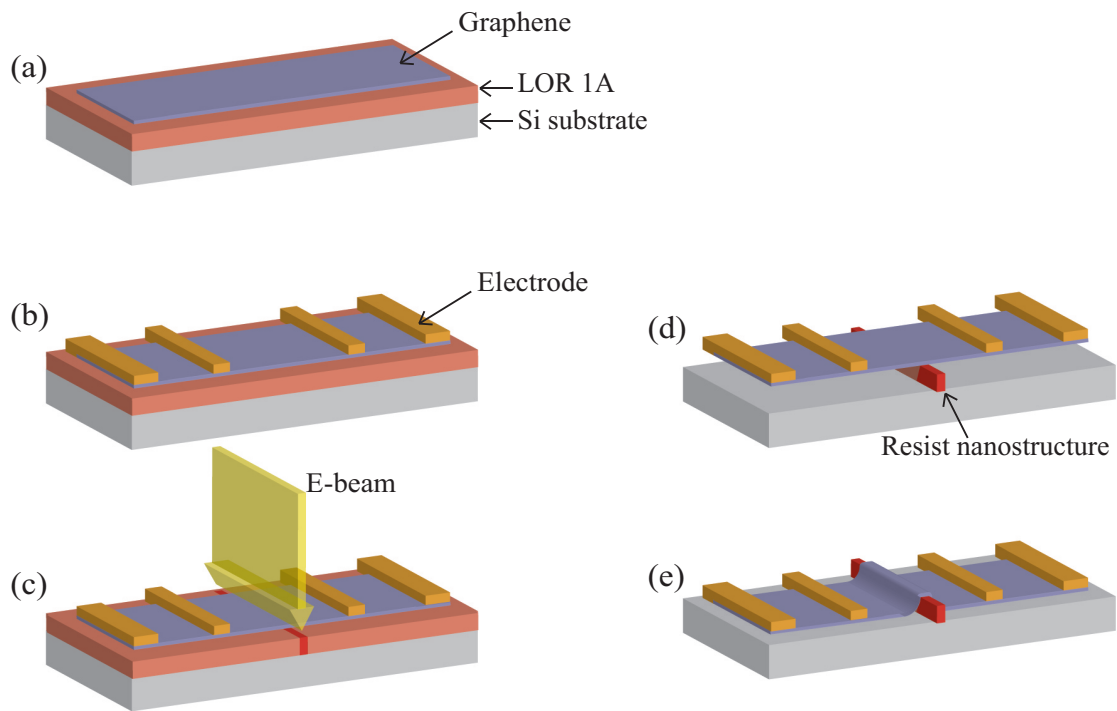 (a)
Graphene
LOR 1A
Si substrate
(b)
Electrode
(c)
E-beam
(d)
Resist nanostructure
(e)